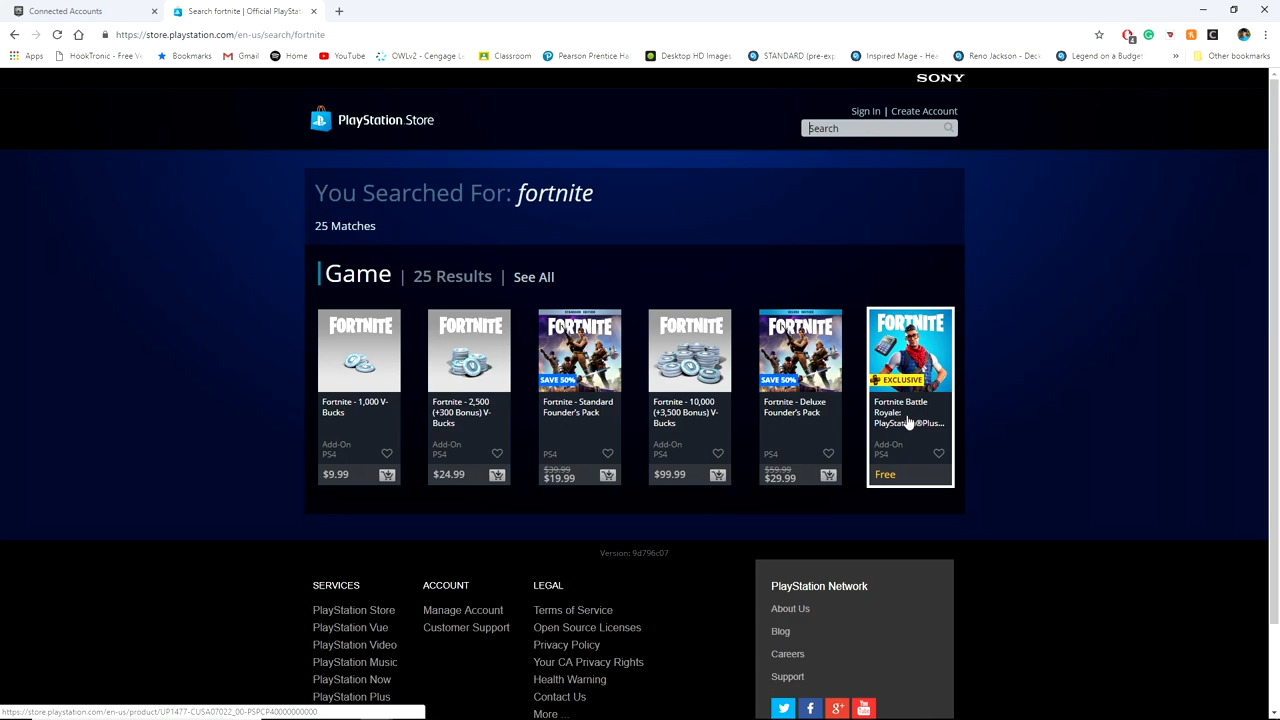 Connected Accounts
Search fortnite | Official PlaySta
https://store.playstation.com/en-us/search/fortnite
Apps
HookTronic - Free V
Bookmarks
Gmail
Home
YouTube
OWLv2 - Cengage L
Classroom
Pearson Prentice Ha
Desktop HD Images
STANDARD (pre-exp
Inspired Mage - Hea
Reno Jackson - Deck
Legend on a Budget
»
Other bookmarks
SONY
PlayStation.Store
Sign In | Create Account
Search
You Searched For: fortnite
25 Matches
Game | 25 Results | See All
FORTNITE
Fortnite - 1,000 V-
Bucks
Add-On
PS4
$9.99
FORTNITE
Fortnite - 2,500
(+300 Bonus) V-
Bucks
Add-On
PS4
$24.99
STANDARD EDITION
FORTNITE
SAVE 50%
Fortnite - Standard
Founder's Pack
PS4
$39.99
$19.99
FORTNITE
Fortnite - 10,000
(+3,500 Bonus) V-
Bucks
Add-On
PS4
$99.99
DELUXE EDITION
FORTNITE
SAVE 50%
Fortnite - Deluxe
Founder's Pack
PS4
$59.99
$29.99
FORTNITE
EXCLUSIVE
Fortnite Battle
Royale:
PlayStation®Plus...
Add-On
PS4
Free
Version: 9d796c07
SERVICES
PlayStation Store
PlayStation Vue
PlayStation Video
PlayStation Music
PlayStation Now
PlayStation Plus
ACCOUNT
Manage Account
Customer Support
LEGAL
Terms of Service
Open Source Licenses
Privacy Policy
Your CA Privacy Rights
Health Warning
Contact Us
More ...
PlayStation Network
About Us
Blog
Careers
Support
https://store.playstation.com/en-us/product/UP1477-CUSA07022_00-PSPCP40000000000